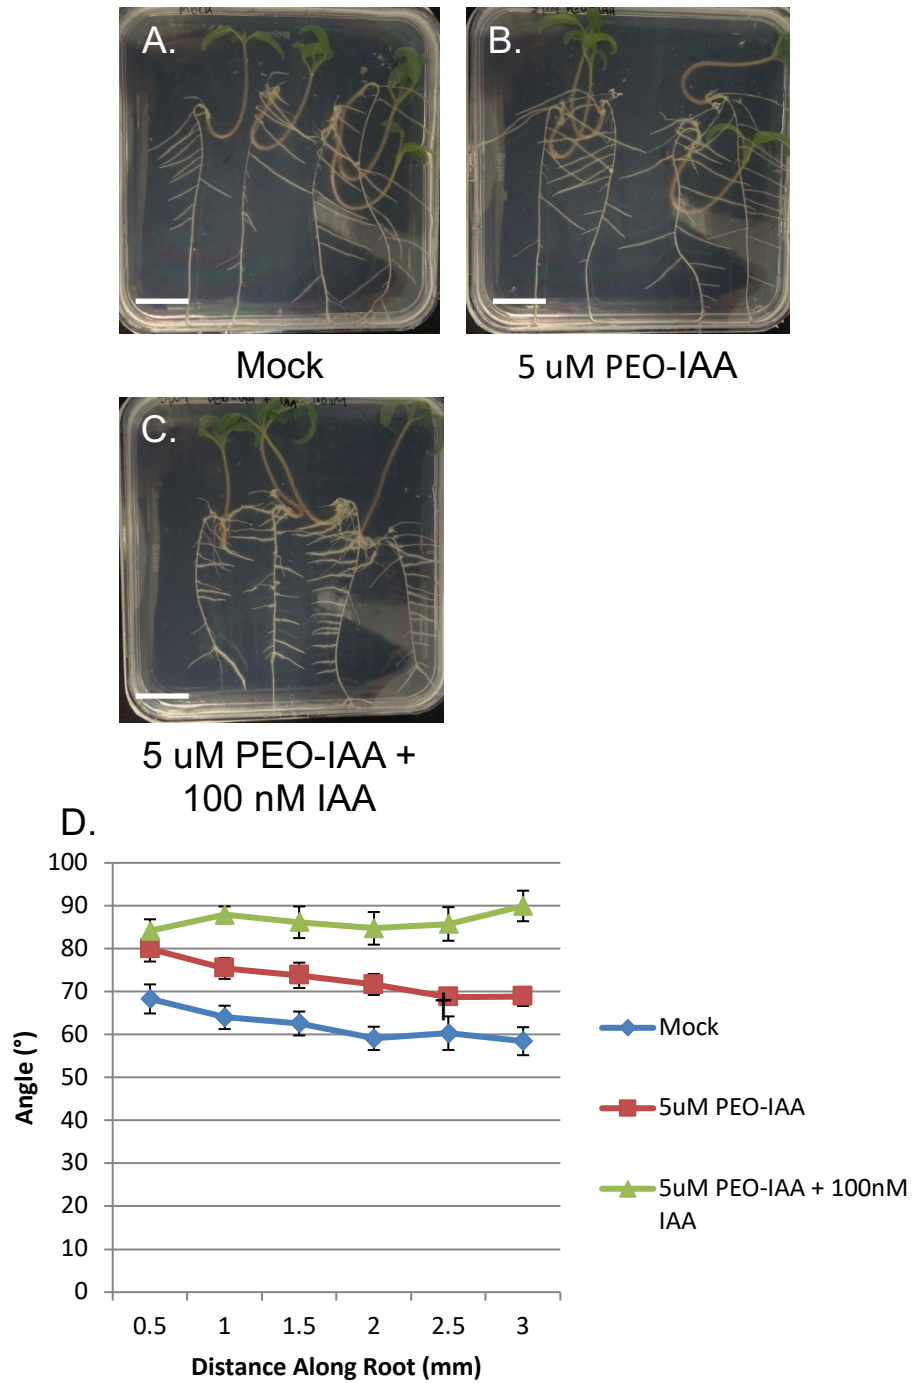 A.
B.
Mock
5 uM PEO-IAA
C.
5 uM PEO-IAA +
100 nM IAA
D.
100
90
80
70
60
50
40
30
20
10
0
Angle (°)
0.5 1 1.5 2 2.5 3
Distance Along Root (mm)
Mock
5uM PEO-IAA
5uM PEO-IAA + 100nM
IAA